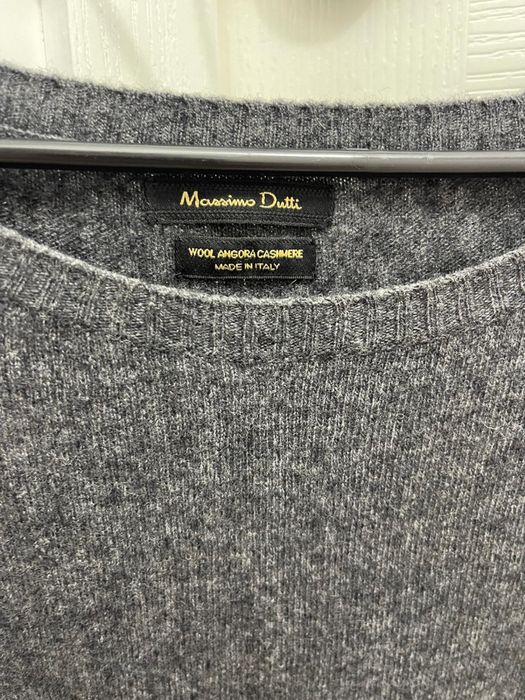 Massimo Dutti
WOOL ANGORA CASHMERE
MADE IN ITALY